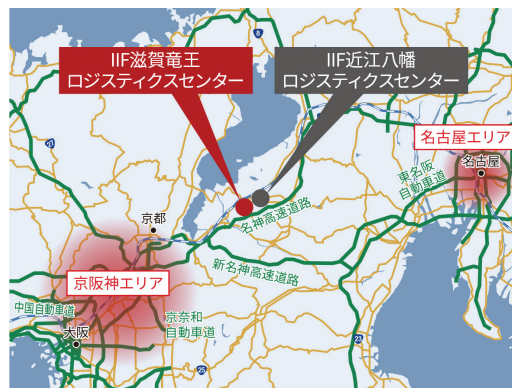 8
IIF滋賀竜王
ロジスティクスセンター
IIF近江八幡
ロジスティクスセンター
27
名古屋エリア
名古屋
東名阪
自動車道
名神高速道路
京都
新名神高速道路
京阪神エリア
中国自動車道
大阪
京奈和
自動車道
23
25